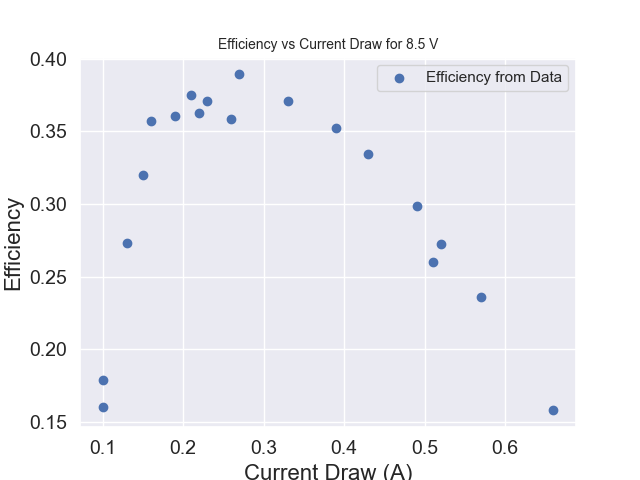 Efficiency vs Current Draw for 8.5 V
Efficiency from Data
Efficiency
0.40
0.35
0.30
0.25
0.20
0.15
0.1 0.2 0.3 0.4 0.5 0.6
Current Draw (A)